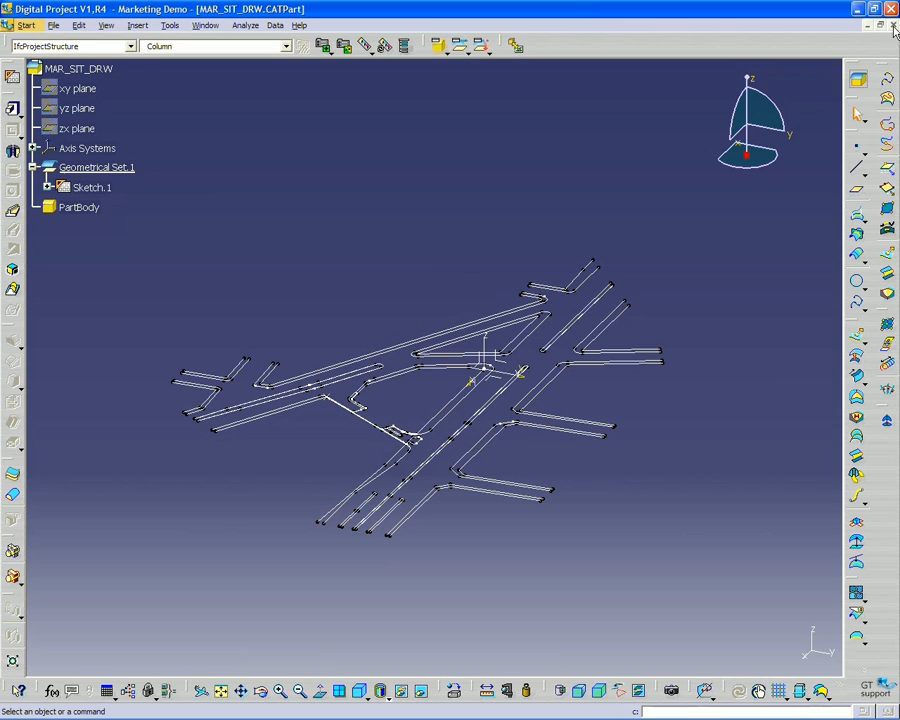 Digital Project V1,R4 - Marketing Demo - [MAR_SIT_DRW.CATPart]
Start File Edit View Insert Tools Window Analyze Data Help
IfcProjectStructure Column
MAR_SIT_DRW
xy plane
yz plane
zx plane
Axis Systems
Geometrical Set.1
Sketch.1
PartBody
z
y
x
z
x
y
z
x
y
f(x)
GT
support
Select an object or a command
c: